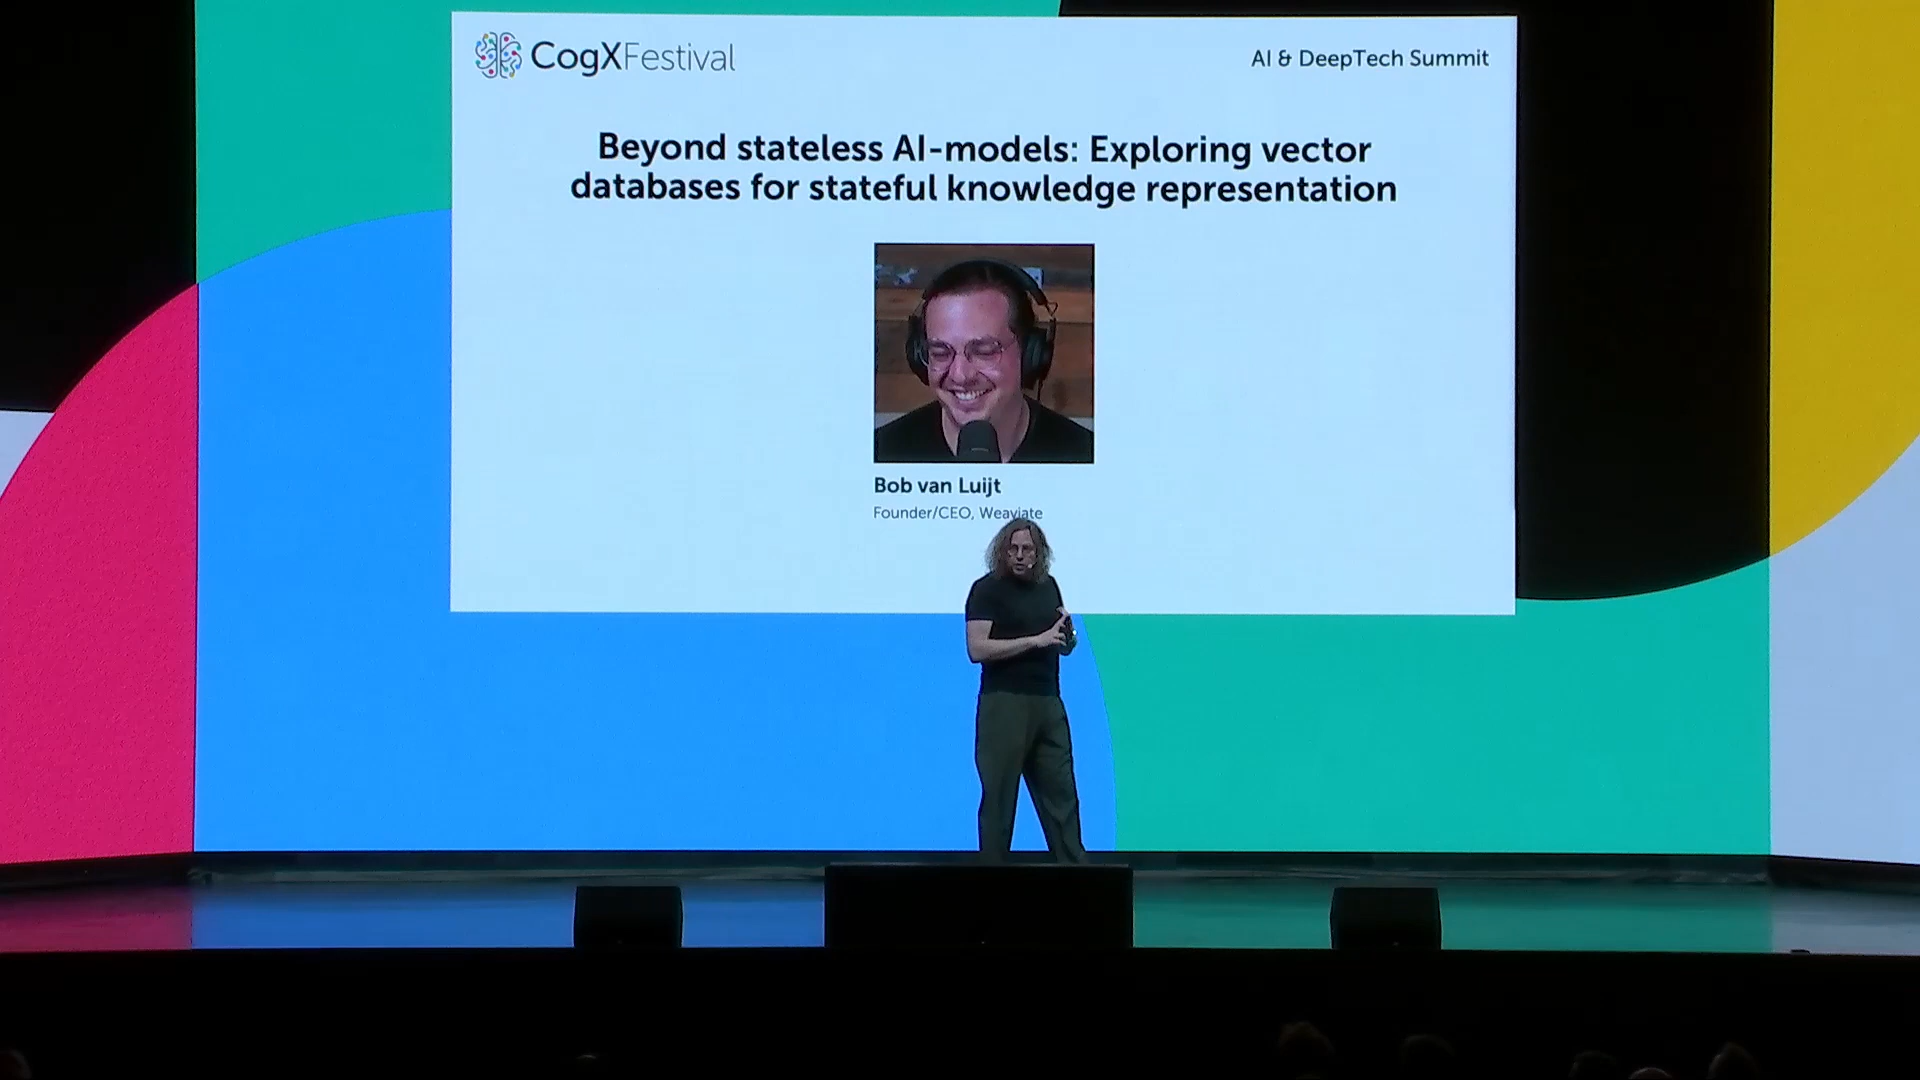 CogXFestival
AI & DeepTech Summit
Beyond stateless AI-models: Exploring vector
databases for stateful knowledge representation
Bob van Luijt
Founder/CEO, Weaviate